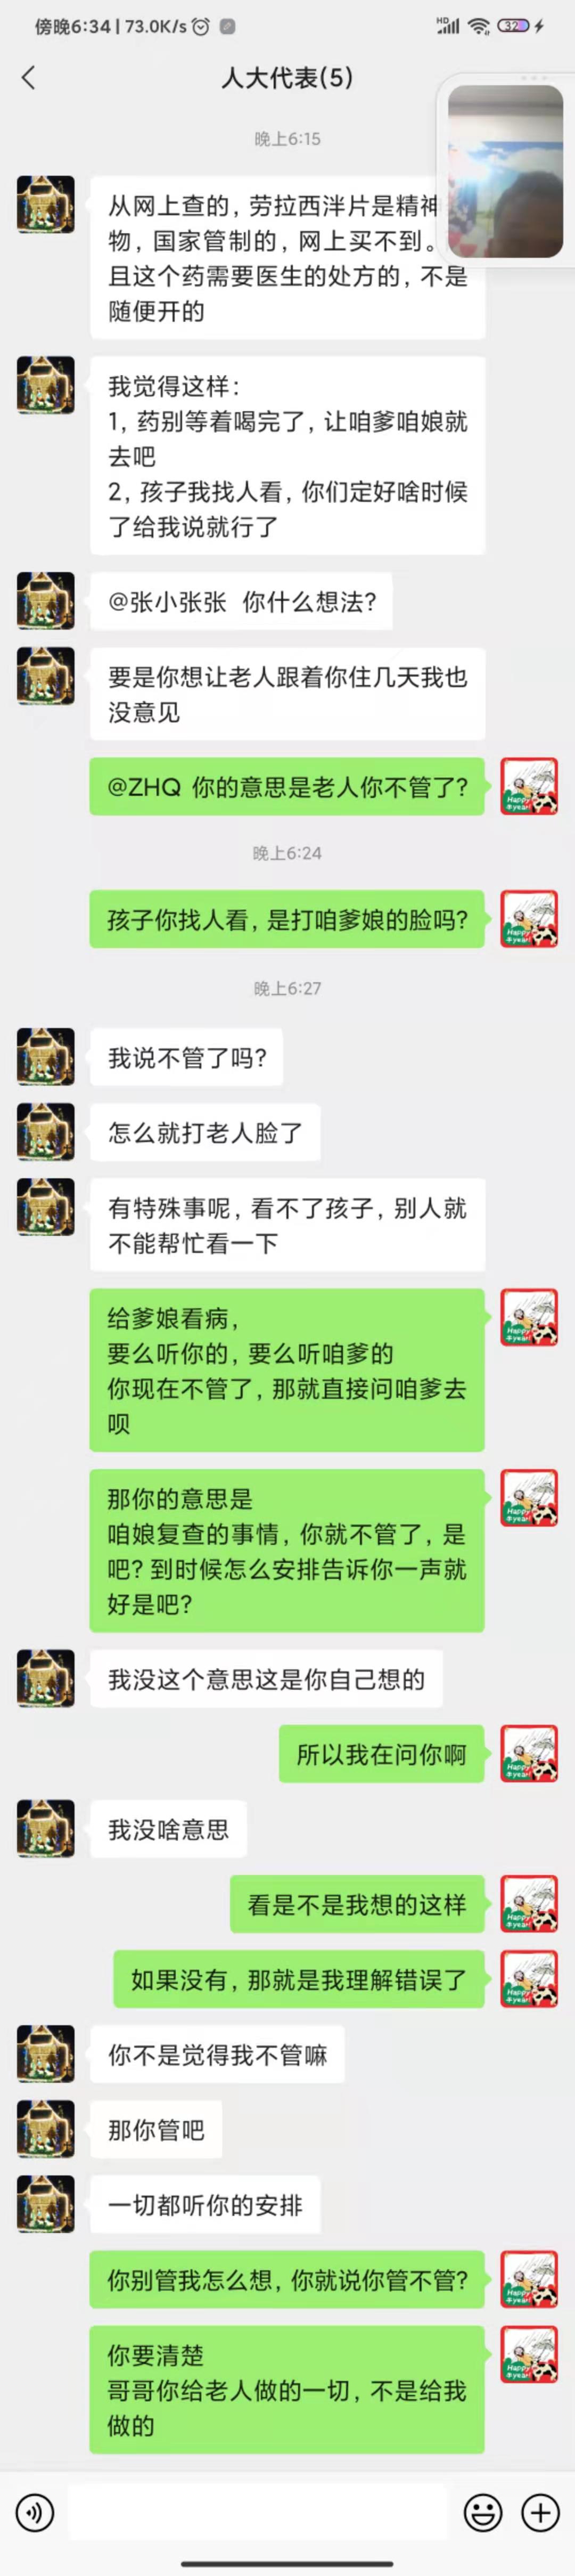 傍晚6:34 | 73.0K/s
HD
32
人大代表(5)
晚上6:15
从网上查的，劳拉西泮片是精神
物，国家管制的，网上买不到。
且这个药需要医生的处方的，不是
随便开的
我觉得这样：
1，药别等着喝完了，让咱爹咱娘就
去吧
2，孩子我找人看，你们定好啥时候
了给我说就行了
@张小张张 你什么想法?
要是你想让老人跟着你住几天我也
没意见
@ZHQ 你的意思是老人你不管了?
晚上6:24
孩子你找人看，是打咱爹娘的脸吗?
晚上6:27
我说不管了吗?
怎么就打老人脸了
有特殊事呢，看不了孩子，别人就
不能帮忙看一下
给爹娘看病，
要么听你的，要么听咱爹的
你现在不管了，那就直接问咱爹去
呗
那你的意思是
咱娘复查的事情，你就不管了，是
吧? 到时候怎么安排告诉你一声就
好是吧?
我没这个意思这是你自己想的
所以我在问你啊
我没啥意思
看是不是我想的这样
如果没有，那就是我理解错误了
你不是觉得我不管嘛
那你管吧
一切都听你的安排
你别管我怎么想，你就说你管不管?
你要清楚
哥哥你给老人做的一切，不是给我
做的